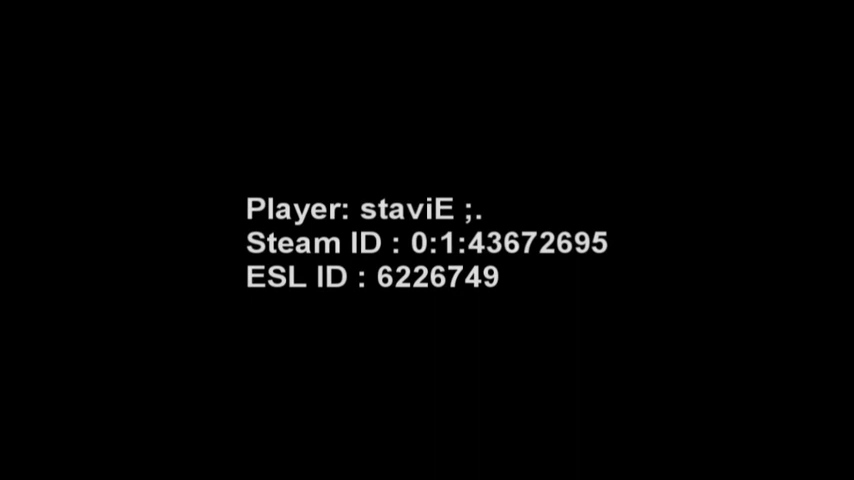 Player: staviE ;.
Steam ID : 0:1:43672695
ESL ID : 6226749